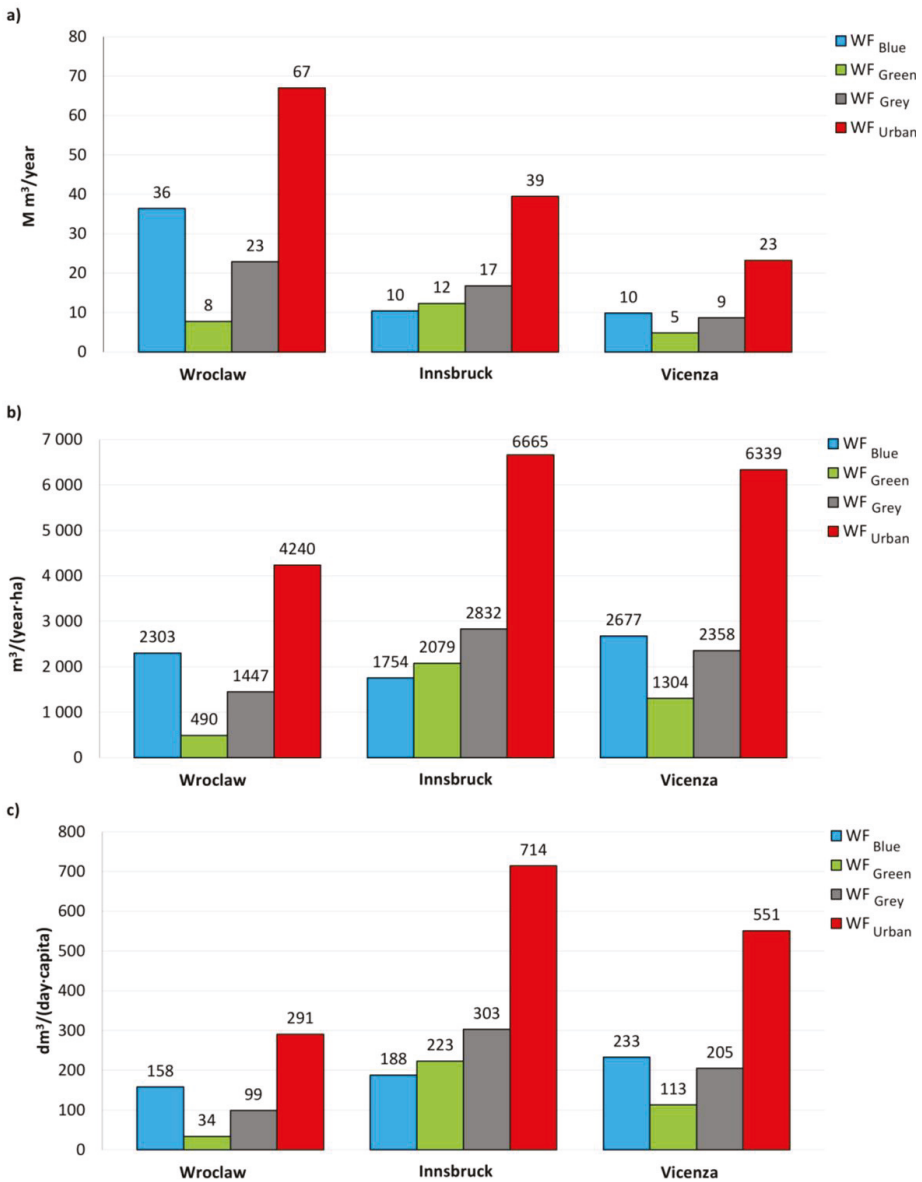 a)
M m³/year
80
70
60
50
40
30
20
10
0
36
8
23
67
10
12
17
39
10
5
9
23
Wroclaw
Innsbruck
Vicenza
WF Blue
WF Green
WF Grey
WF Urban
b)
m³/(year·ha)
7 000
6 000
5 000
4 000
3 000
2 000
1 000
0
2303
490
1447
4240
1754
2079
2832
6665
2677
1304
2358
6339
Wroclaw
Innsbruck
Vicenza
WF Blue
WF Green
WF Grey
WF Urban
c)
dm³/(day·capita)
800
700
600
500
400
300
200
100
0
158
34
99
291
188
223
303
714
233
113
205
551
Wroclaw
Innsbruck
Vicenza
WF Blue
WF Green
WF Grey
WF Urban